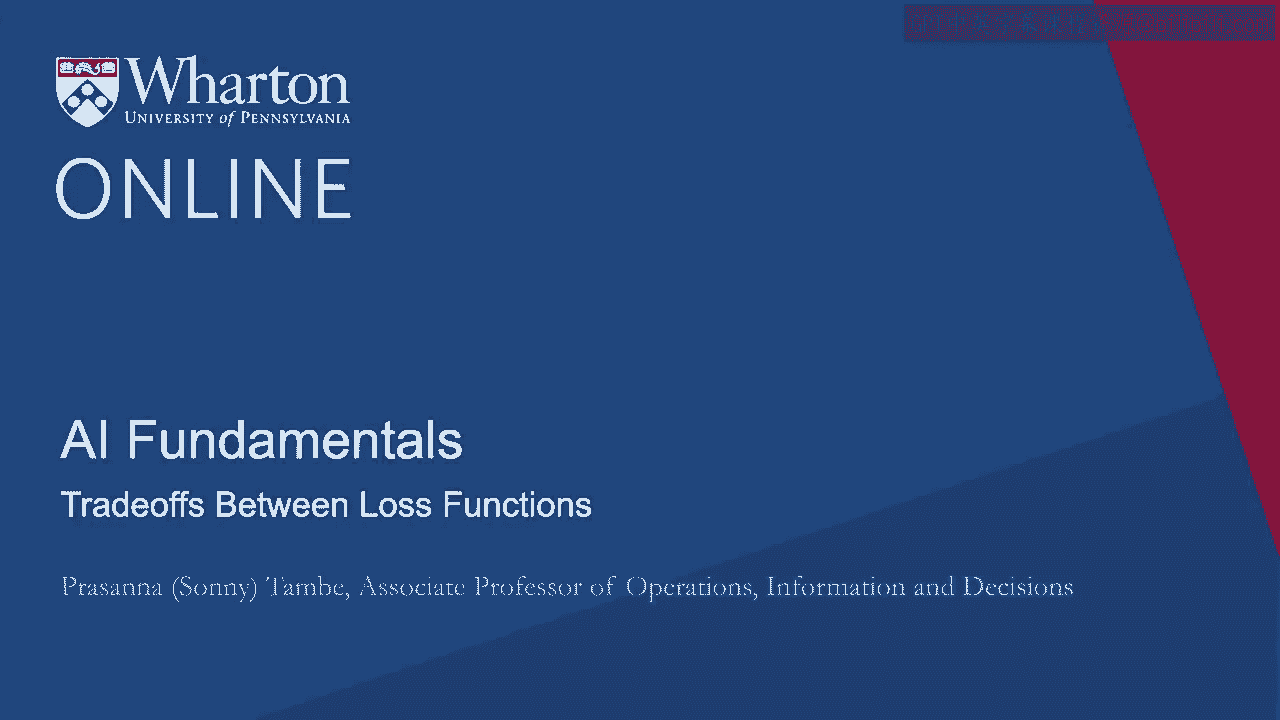 Wharton
UNIVERSITY of PENNSYLVANIA
ONLINE
AI Fundamentals
Tradeoffs Between Loss Functions
Prasanna (Sonny) Tambe, Associate Professor of Operations, Information and Decisions